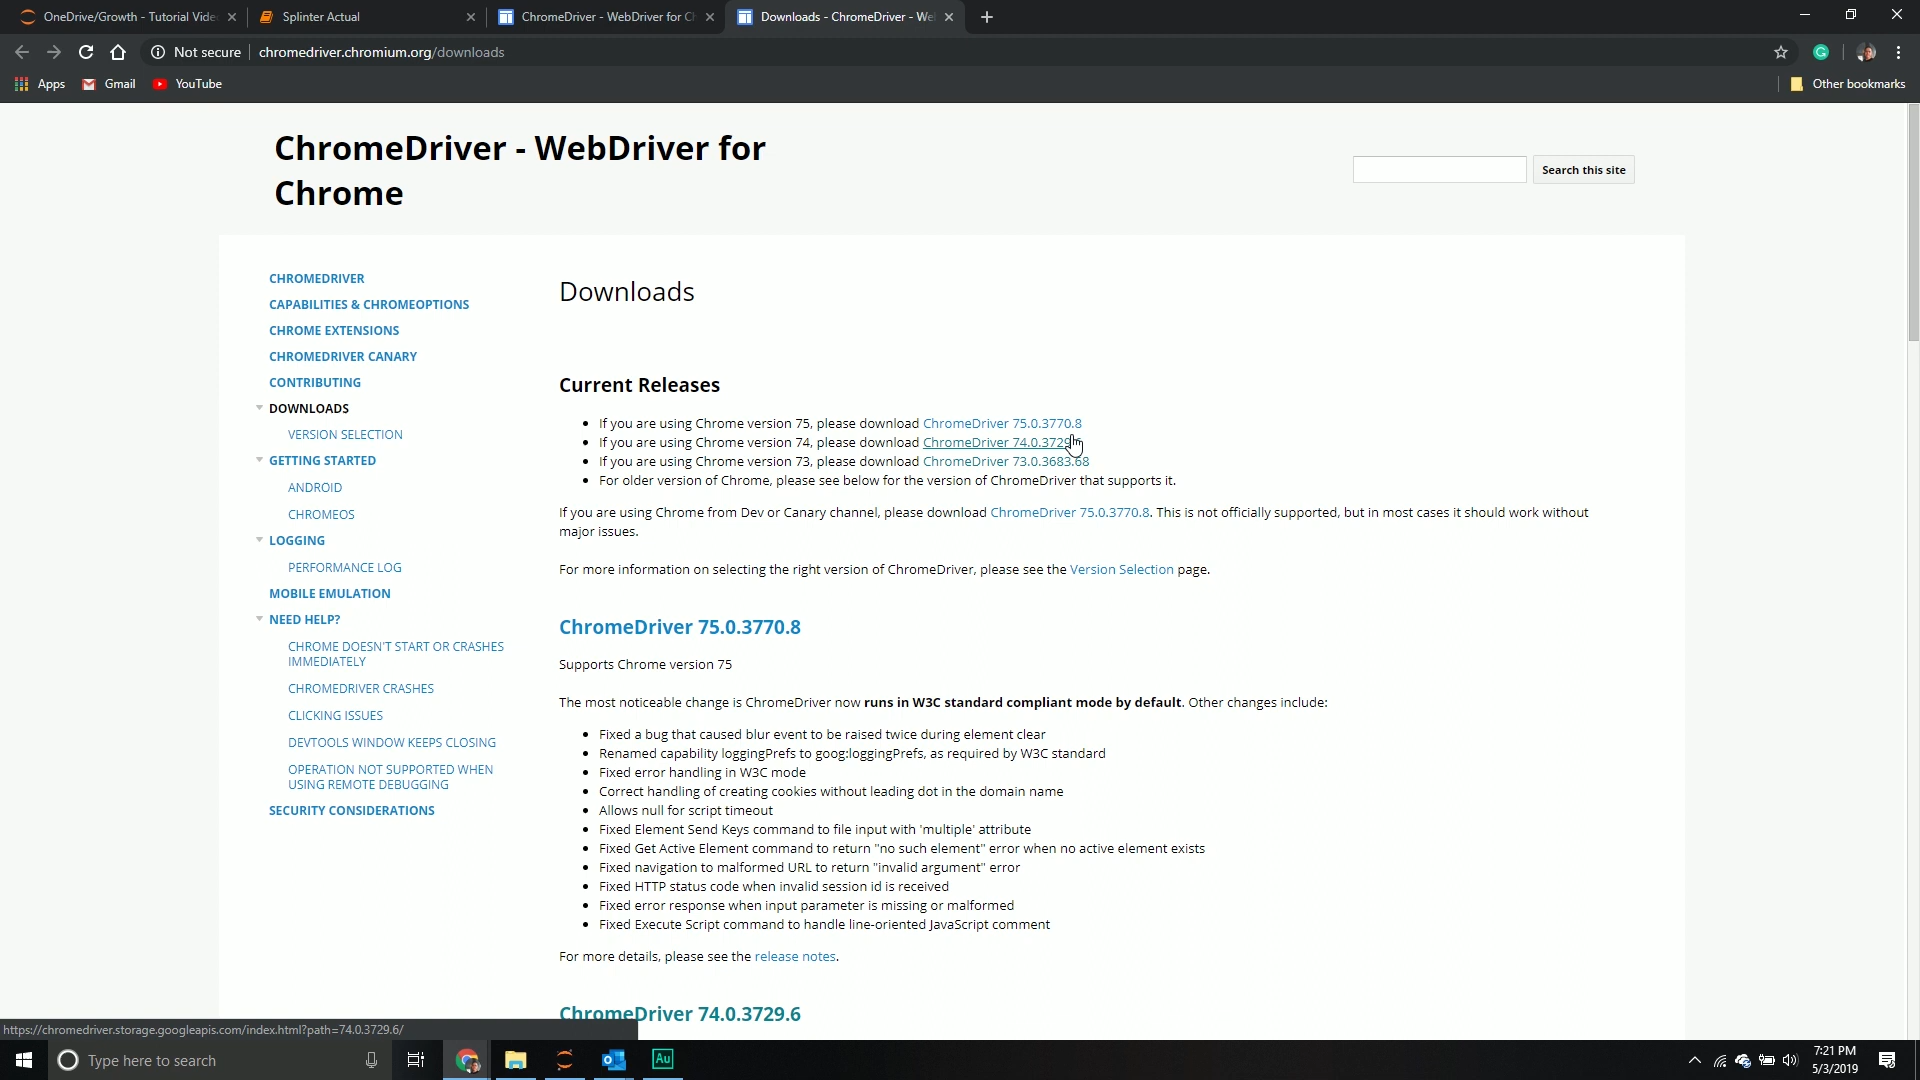 OneDrive/Growth - Tutorial Vide
Splinter Actual
ChromeDriver - WebDriver for C
Downloads - ChromeDriver - We
Not secure
chromedriver.chromium.org/downloads
Apps
Gmail
YouTube
Other bookmarks
ChromeDriver - WebDriver for
Chrome
Search this site
CHROMEDRIVER
CAPABILITIES & CHROMEOPTIONS
CHROME EXTENSIONS
CHROMEDRIVER CANARY
CONTRIBUTING
DOWNLOADS
VERSION SELECTION
GETTING STARTED
ANDROID
CHROMEOS
LOGGING
PERFORMANCE LOG
MOBILE EMULATION
NEED HELP?
CHROME DOESN'T START OR CRASHES
IMMEDIATELY
CHROMEDRIVER CRASHES
CLICKING ISSUES
DEVTOOLS WINDOW KEEPS CLOSING
OPERATION NOT SUPPORTED WHEN
USING REMOTE DEBUGGING
SECURITY CONSIDERATIONS
Downloads
Current Releases
If you are using Chrome version 75, please download ChromeDriver 75.0.3770.8
If you are using Chrome version 74, please download ChromeDriver 74.0.3729
If you are using Chrome version 73, please download ChromeDriver 73.0.3683.68
For older version of Chrome, please see below for the version of ChromeDriver that supports it.
If you are using Chrome from Dev or Canary channel, please download ChromeDriver 75.0.3770.8. This is not officially supported, but in most cases it should work without
major issues.
For more information on selecting the right version of ChromeDriver, please see the Version Selection page.
ChromeDriver 75.0.3770.8
Supports Chrome version 75
The most noticeable change is ChromeDriver now runs in W3C standard compliant mode by default. Other changes include:
Fixed a bug that caused blur event to be raised twice during element clear
Renamed capability loggingPrefs to goog:loggingPrefs, as required by W3C standard
Fixed error handling in W3C mode
Correct handling of creating cookies without leading dot in the domain name
Allows null for script timeout
Fixed Element Send Keys command to file input with 'multiple' attribute
Fixed Get Active Element command to return "no such element" error when no active element exists
Fixed navigation to malformed URL to return "invalid argument" error
Fixed HTTP status code when invalid session id is received
Fixed error response when input parameter is missing or malformed
Fixed Execute Script command to handle line-oriented JavaScript comment
For more details, please see the release notes.
ChromeDriver 74.0.3729.6
https://chromedriver.storage.googleapis.com/index.html?path=74.0.3729.6/
Type here to search
Au
7:21 PM
5/3/2019